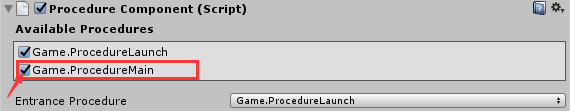 Procedure Component (Script)
Available Procedures
Game.ProcedureLaunch
Game.ProcedureMain
Entrance Procedure
Game.ProcedureLaunch